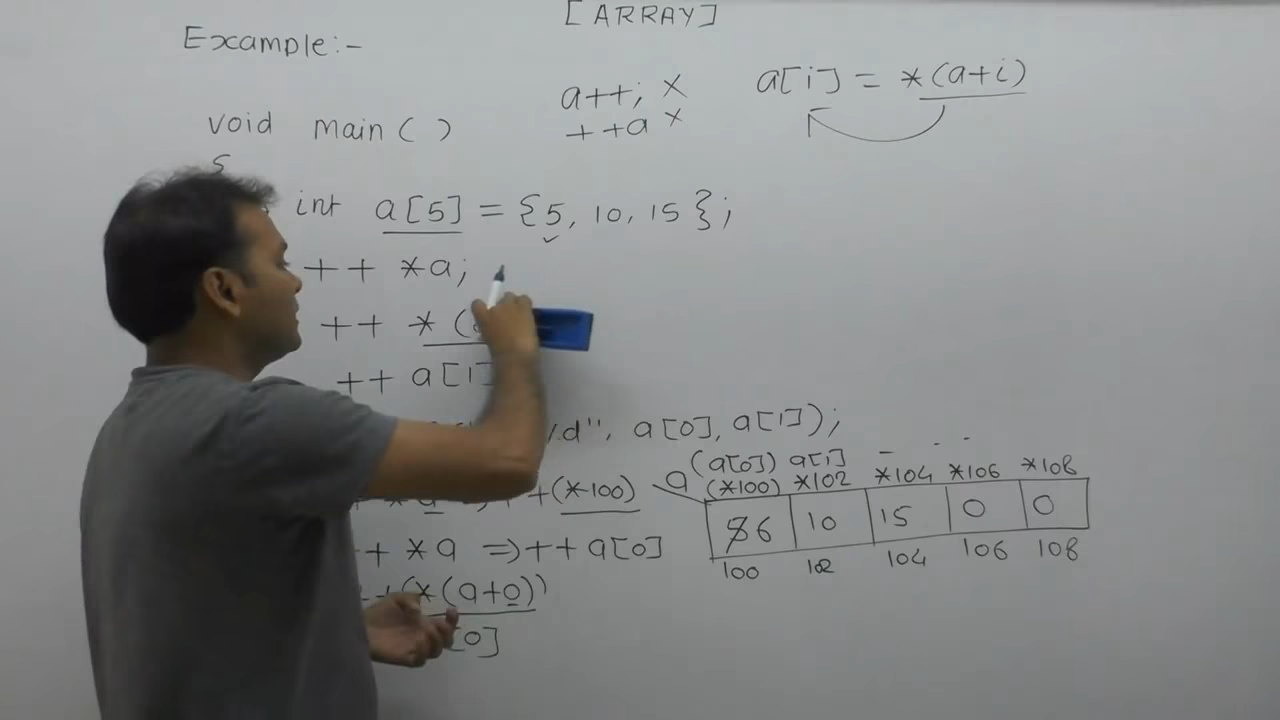 [ARRAY]
Example:-
a++; ×
++a ×
a[i] = *(a+i)
void main( )
int a[5] = {5, 10, 15};
++ *a;
++ *(
++ a[1]
d", a[0], a[1]);
a (a[0]) a[1]
(*100) *102 *104 *106 *108
+(*100)
5 6 10 15 0 0
100 102 104 106 108
+ *a => ++a[0]
+(*(a+0))
[0]